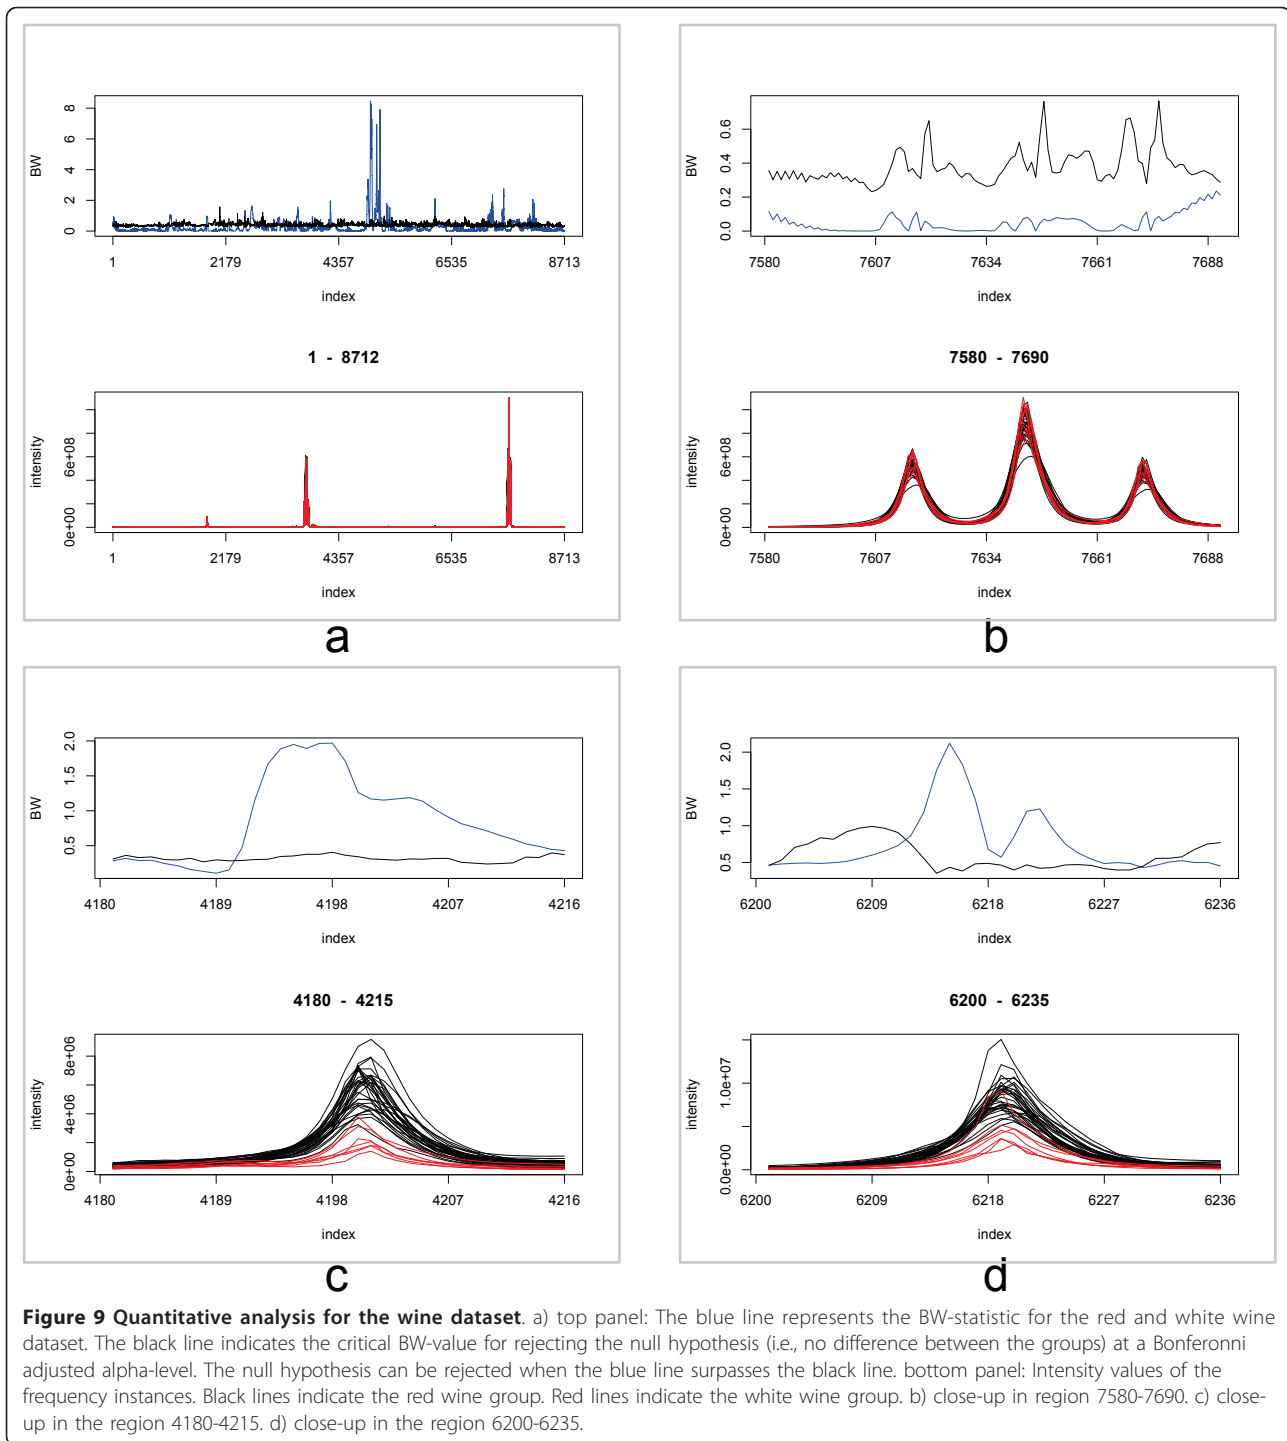 8
6
4
2
0
BW
1 2179 4357 6535 8713
index
1 - 8712
6e+08
0e+00
intensity
1 2179 4357 6535 8713
index
a
0.6
0.4
0.2
0.0
BW
7580 7607 7634 7661 7688
index
7580 - 7690
6e+08
0e+00
intensity
7580 7607 7634 7661 7688
index
b
2.0
1.5
1.0
0.5
BW
4180 4189 4198 4207 4216
index
4180 - 4215
8e+06
4e+06
0e+00
intensity
4180 4189 4198 4207 4216
index
c
2.0
1.5
1.0
0.5
BW
6200 6209 6218 6227 6236
index
6200 - 6235
1.0e+07
0.0e+00
intensity
6200 6209 6218 6227 6236
index
d
Figure 9 Quantitative analysis for the wine dataset. a) top panel: The blue line represents the BW-statistic for the red and white wine
dataset. The black line indicates the critical BW-value for rejecting the null hypothesis (i.e., no difference between the groups) at a Bonferonni
adjusted alpha-level. The null hypothesis can be rejected when the blue line surpasses the black line. bottom panel: Intensity values of the
frequency instances. Black lines indicate the red wine group. Red lines indicate the white wine group. b) close-up in region 7580-7690. c) close-
up in the region 4180-4215. d) close-up in the region 6200-6235.